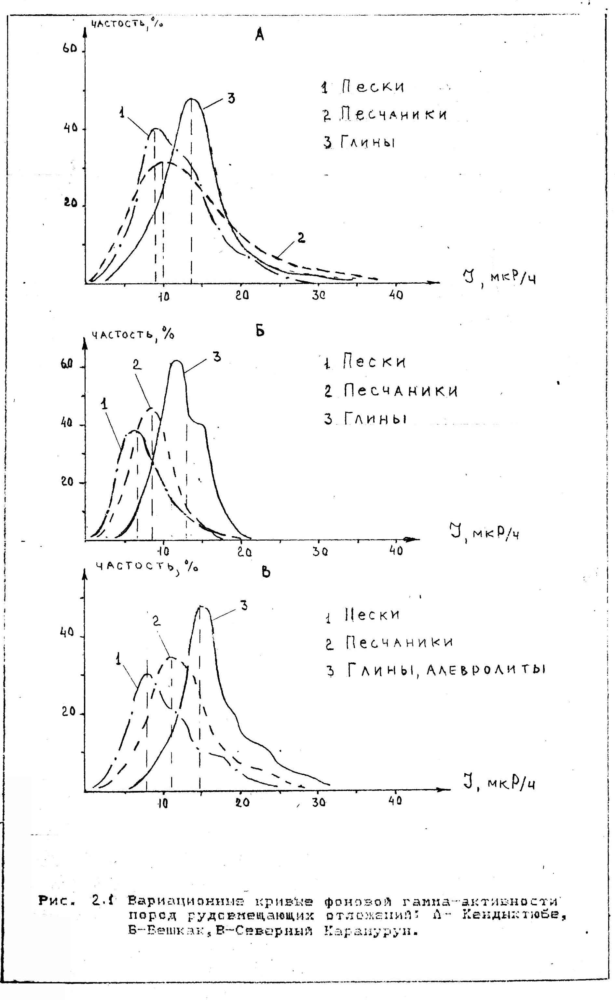 ЧАСТОСТЬ, %
А
60
1 Пески
3
1
2 Песчаники
40
3 Глины
20
2
J, мкР/ч
10 20 30 40
ЧАСТОСТЬ, %
Б
60
2
3
1 Пески
2 Песчаники
1
40
3 Глины
20
J, мкР/ч
10 20 30 40
ЧАСТОСТЬ, %
В
3
1 Пески
2
40
2 Песчаники
1
3 Глины, АЛЕВРОЛИТЫ
20
J, мкР/ч
10 20 30 40
Рис. 2.1 Вариационные кривые фоновой гамма-активности
пород рудовмещающих отложений: А- Кендыктюбе,
Б-Бешкак, В-Северный Карамурун.